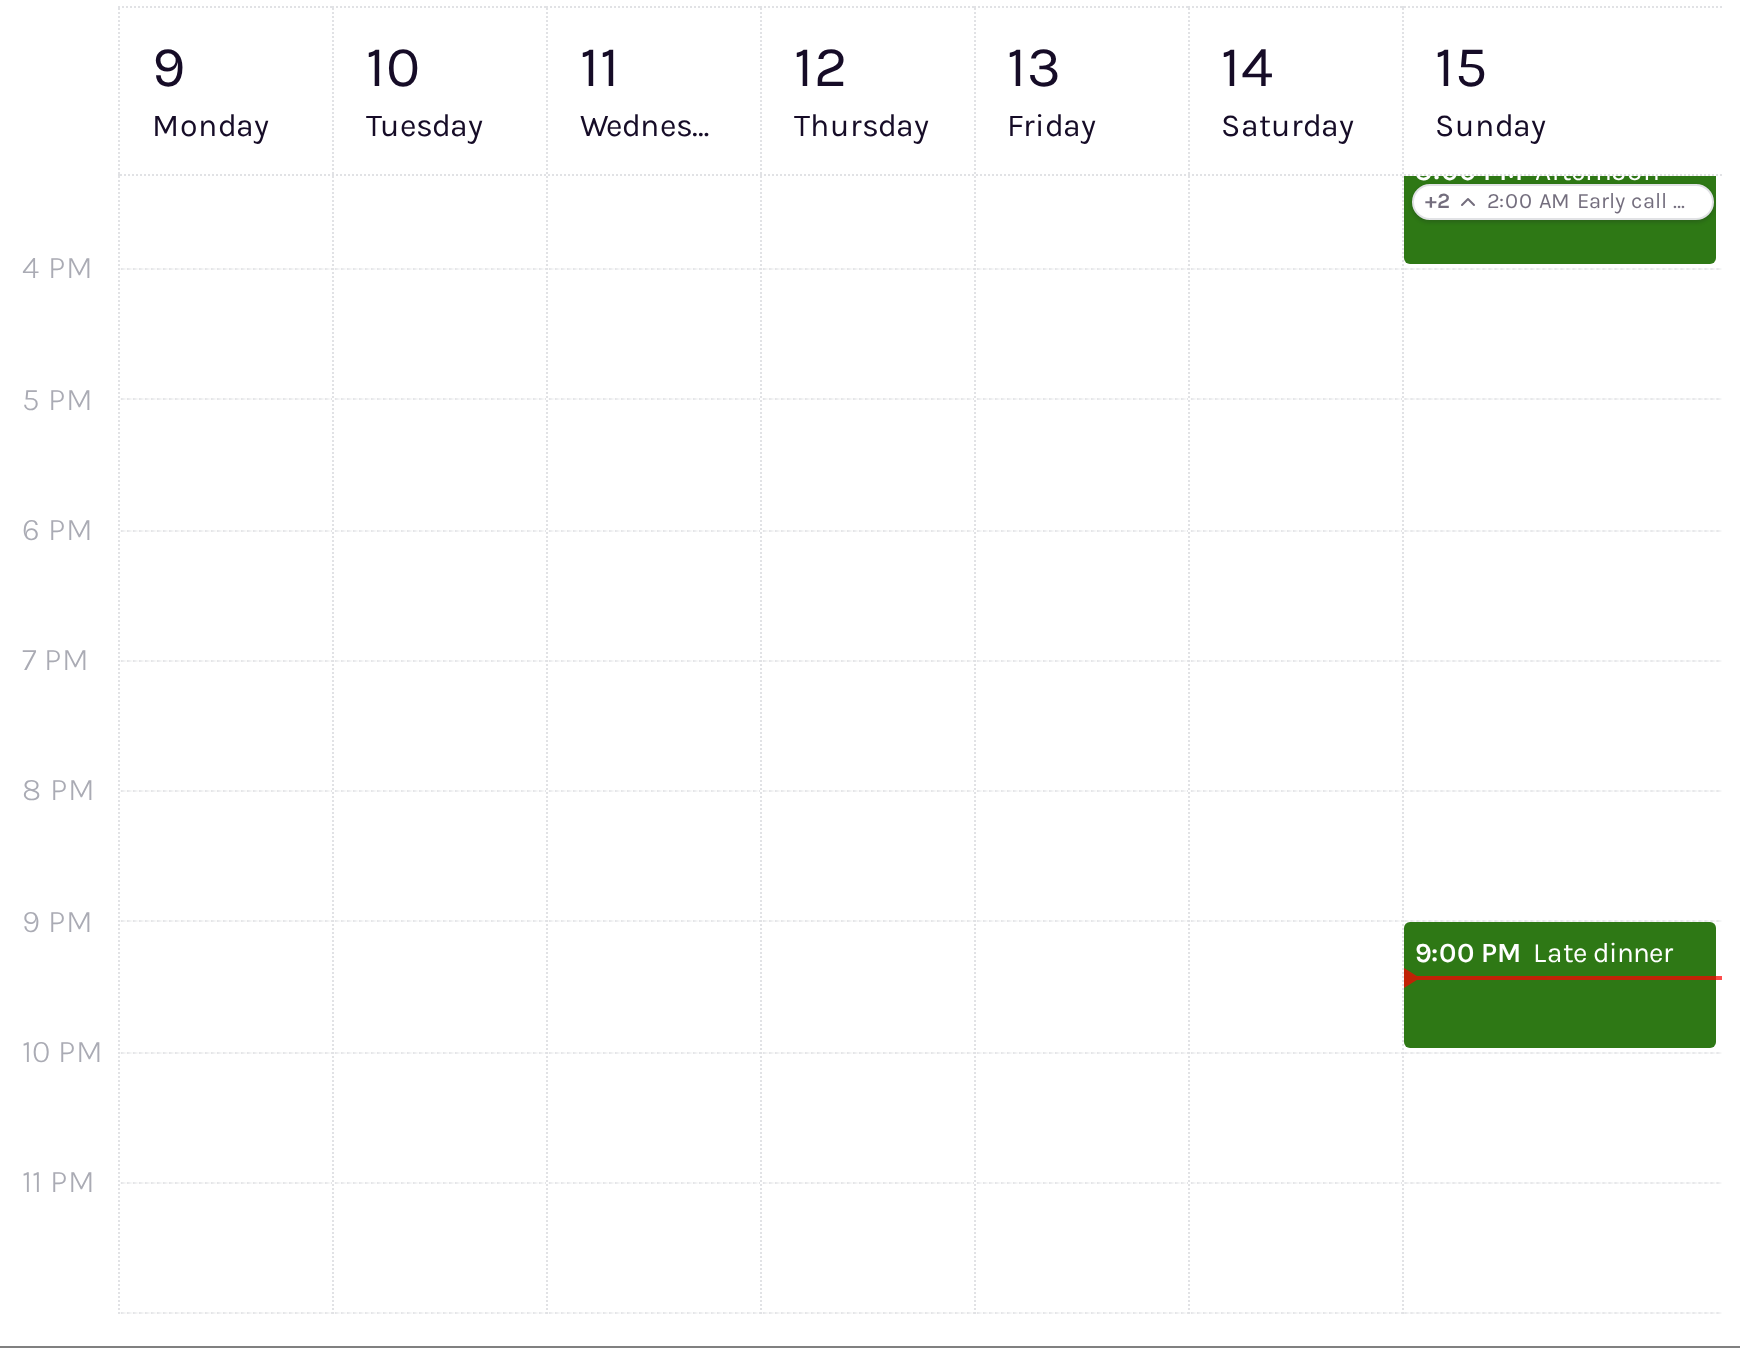 9
Monday
10
Tuesday
11
Wednes...
12
Thursday
13
Friday
14
Saturday
15
Sunday
PM Afternoon
+2 2:00 AM Early call ...
4 PM
5 PM
6 PM
7 PM
8 PM
9 PM
9:00 PM Late dinner
10 PM
11 PM